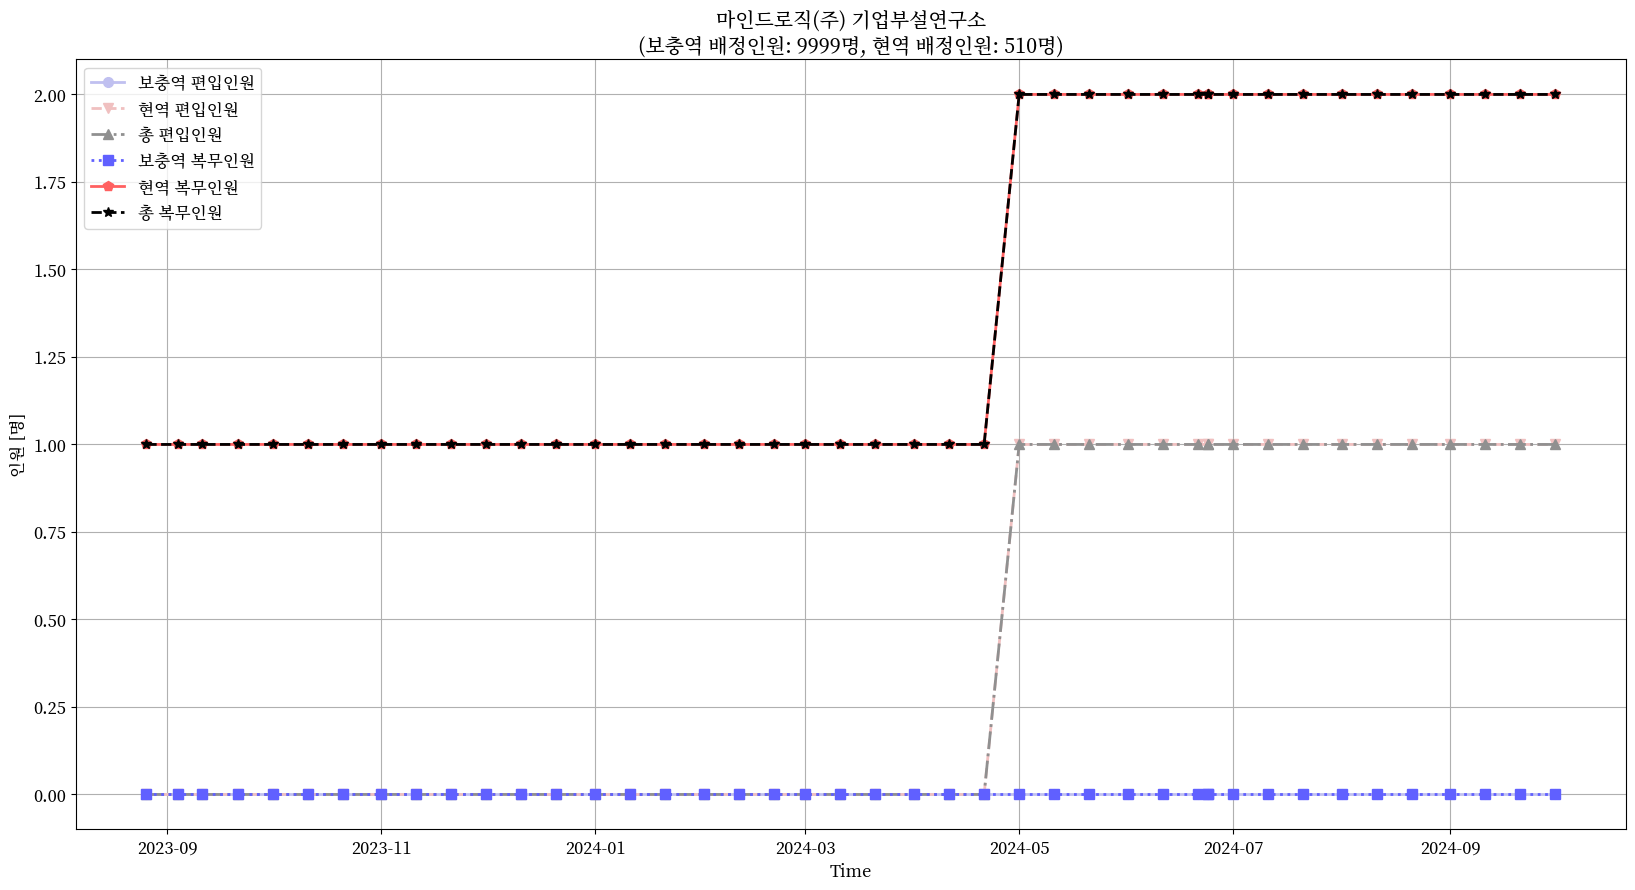 마인드로직(주) 기업부설연구소
(보충역 배정인원: 9999명, 현역 배정인원: 510명)
보충역 편입인원
현역 편입인원
총 편입인원
보충역 복무인원
현역 복무인원
총 복무인원
2.00
1.75
1.50
1.25
1.00
0.75
0.50
0.25
0.00
인원 [명]
2023-09
2023-11
2024-01
2024-03
2024-05
2024-07
2024-09
Time